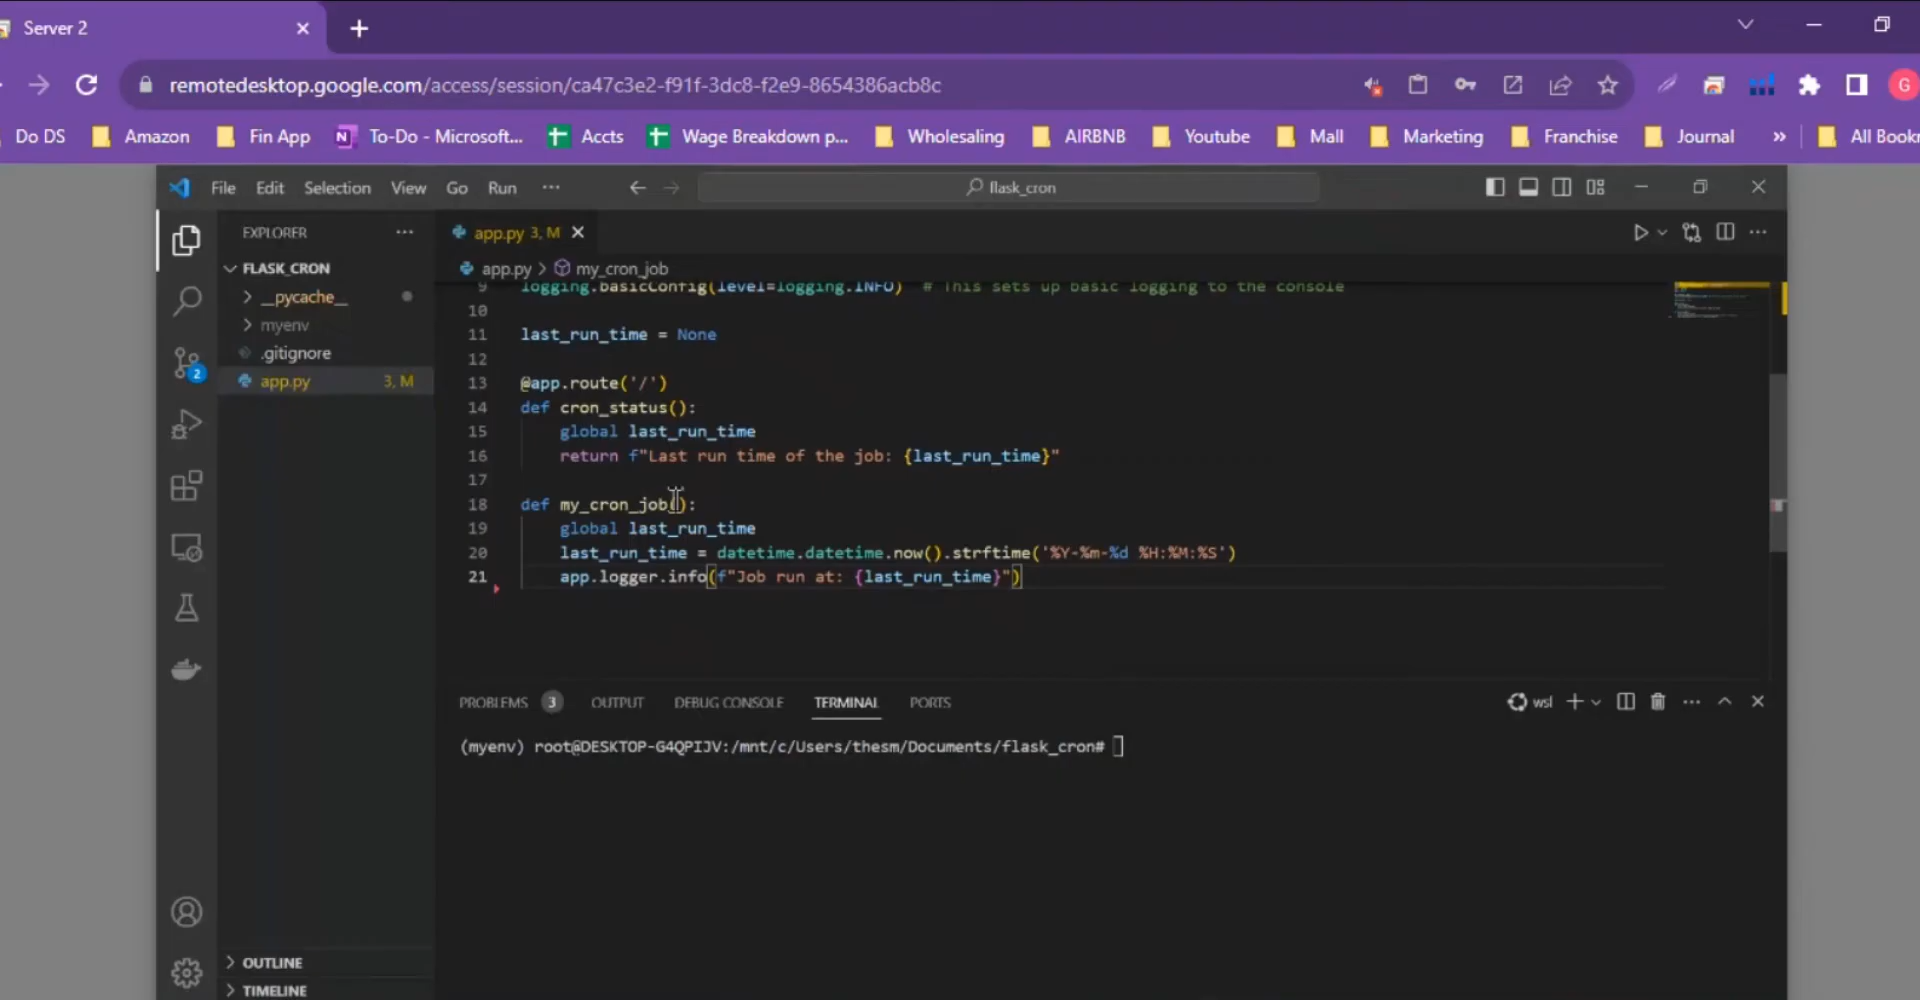 Server 2
remotedesktop.google.com/access/session/ca47c3e2-f91f-3dc8-f2e9-8654386acb8c
G
Do DS Amazon Fin App To-Do - Microsoft... Accts Wage Breakdown p... Wholesaling AIRBNB Youtube Mall Marketing Franchise Journal » All Bookr
File Edit Selection View Go Run ··· flask_cron
EXPLORER ···
FLASK_CRON
__pycache__
myenv
.gitignore
app.py 3, M
2
OUTLINE
TIMELINE
app.py 3, M
app.py > my_cron_job
9 logging.basicConfig(level=logging.INFO) # This sets up basic logging to the console
10
11 last_run_time = None
12
13 @app.route('/')
14 def cron_status():
15 global last_run_time
16 return f"Last run time of the job: {last_run_time}"
17
18 def my_cron_job():
19 global last_run_time
20 last_run_time = datetime.datetime.now().strftime('%Y-%m-%d %H:%M:%S')
21 app.logger.info(f"Job run at: {last_run_time}")
PROBLEMS 3 OUTPUT DEBUG CONSOLE TERMINAL PORTS wsl
(myenv) root@DESKTOP-G4QPIJV:/mnt/c/Users/thesm/Documents/flask_cron#